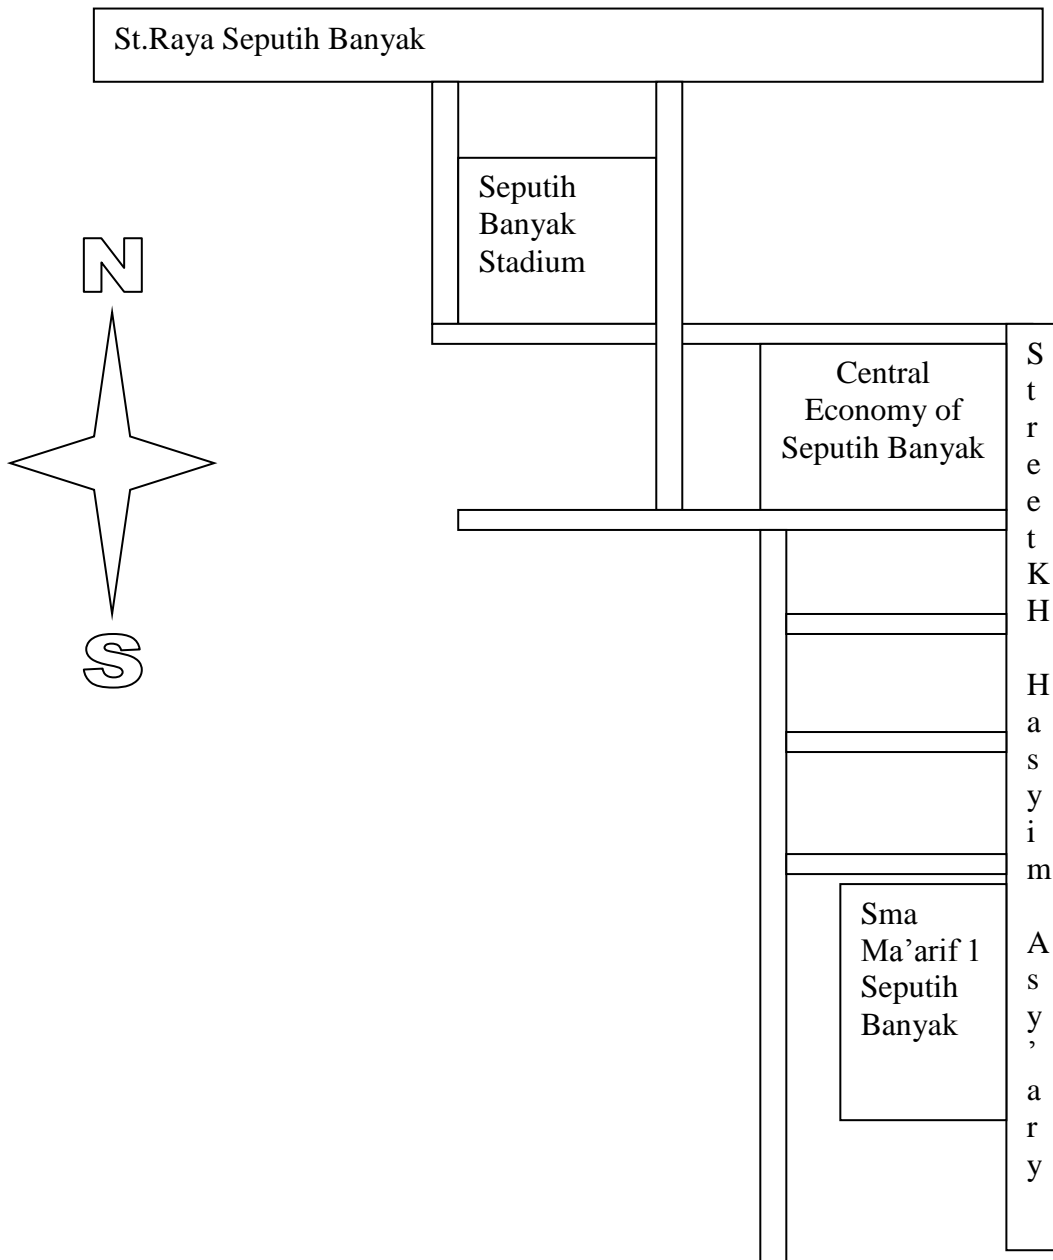 St.Raya Seputih Banyak
Seputih
Banyak
Stadium
N
Central
Economy of
Seputih Banyak
S
t
r
e
e
t
K
H
H
a
s
y
i
m
A
s
y
’
a
r
y
S
Sma
Ma’arif 1
Seputih
Banyak